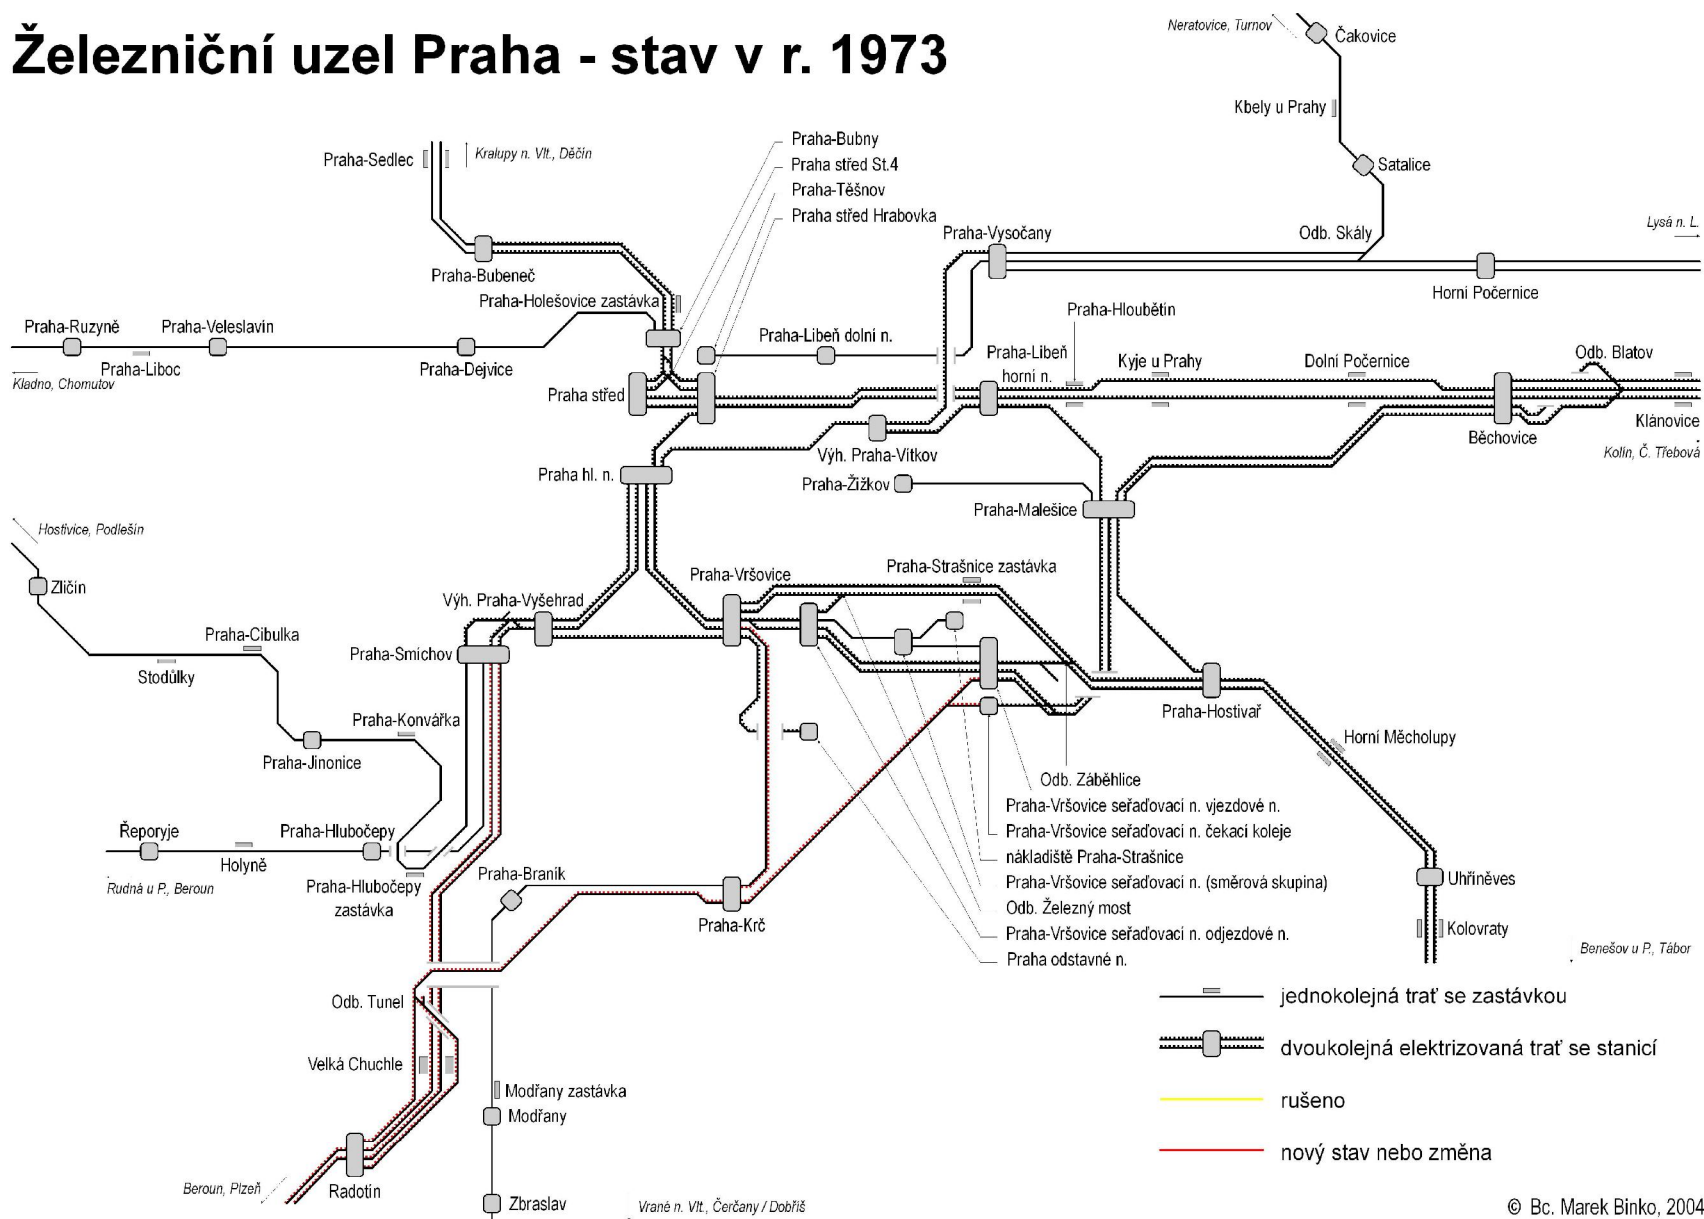 Železniční uzel Praha - stav v r. 1973
Neratovice, Turnov
Čakovice
Kbely u Prahy
Praha-Bubny
Praha střed St.4
Praha-Těšnov
Praha střed Hrabovka
Praha-Sedlec
Kralupy n. Vlt., Děčín
Satalice
Praha-Vysočany
Odb. Skály
Lysá n. L.
Praha-Bubeneč
Praha-Holešovice zastávka
Horní Počernice
Praha-Ruzyně
Praha-Veleslavín
Praha-Liboc
Praha-Dejvice
Kladno, Chomutov
Praha-Libeň dolní n.
Praha-Hloubětín
Praha-Libeň
horní n.
Kyje u Prahy
Dolní Počernice
Odb. Blatov
Praha střed
Klánovice
Běchovice
Kolín, Č. Třebová
Výh. Praha-Vítkov
Praha hl. n.
Praha-Žižkov
Praha-Malešice
Hostivice, Podlešín
Zličín
Praha-Vršovice
Praha-Strašnice zastávka
Výh. Praha-Vyšehrad
Praha-Cibulka
Stodůlky
Praha-Smíchov
Praha-Konvářka
Praha-Jinonice
Praha-Hostivař
Horní Měcholupy
Odb. Záběhlice
Praha-Vršovice seřaďovací n. vjezdové n.
Praha-Vršovice seřaďovací n. čekací koleje
nákladiště Praha-Strašnice
Praha-Vršovice seřaďovací n. (směrová skupina)
Odb. Železný most
Praha-Vršovice seřaďovací n. odjezdové n.
Praha odstavné n.
Řeporyje
Praha-Hlubočepy
Holyně
Rudná u P., Beroun
Praha-Hlubočepy
zastávka
Praha-Braník
Praha-Krč
Uhříněves
Kolovraty
Benešov u P., Tábor
Odb. Tunel
Velká Chuchle
Modřany zastávka
Modřany
Radotín
Beroun, Plzeň
Zbraslav
Vrané n. Vlt., Čerčany / Dobříš
jednokolejná trať se zastávkou
dvoukolejná elektrizovaná trať se stanicí
rušeno
nový stav nebo změna
© Bc. Marek Binko, 2004